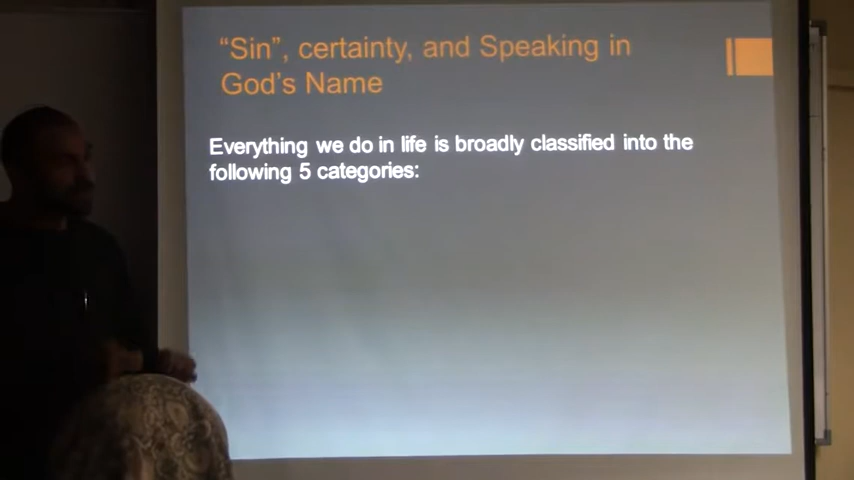 “Sin”, certainty, and Speaking in
God’s Name
Everything we do in life is broadly classified into the
following 5 categories: